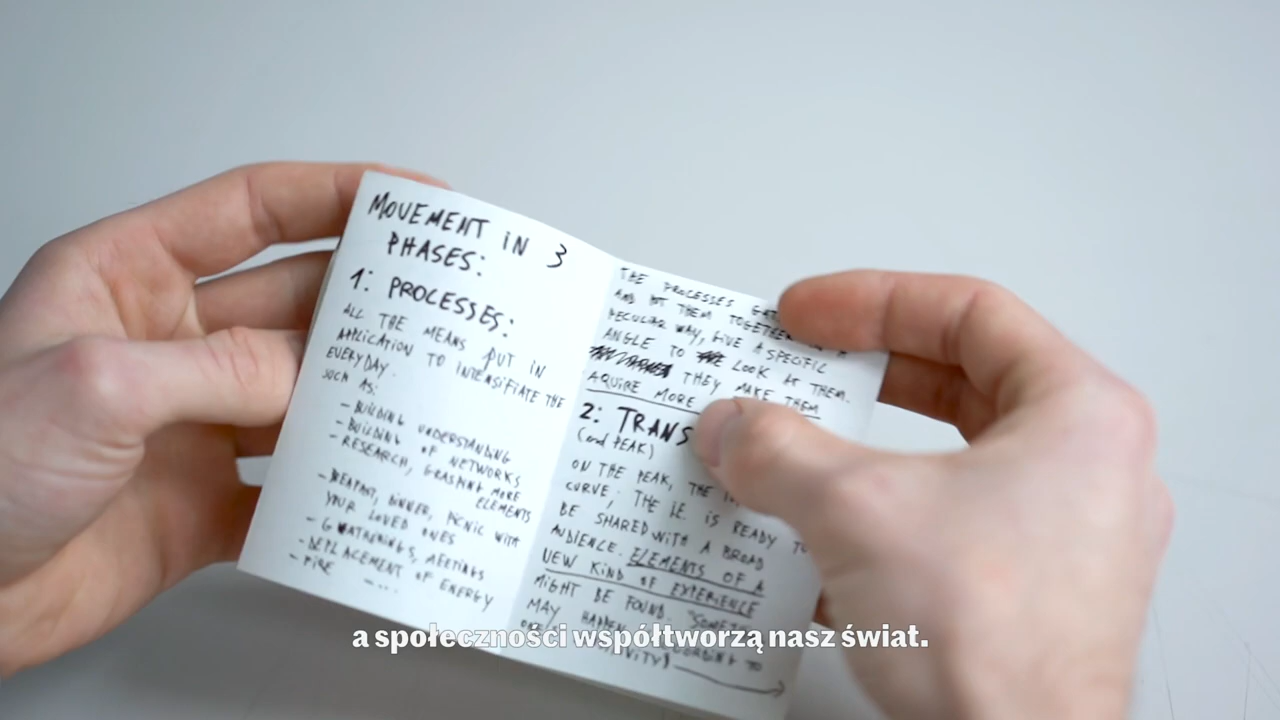 MOVEMENT IN 3
PHASES:
1: PROCESSES:
ALL THE MEANS PUT IN
APPLICATION TO INTENSIFIATE THE
EVERYDAY.
SUCH AS:
- BUILDING UNDERSTANDING
- BUILDING OF NETWORKS
- RESEARCH, GRASPING MORE
ELEMENTS
- BREAKFAST, DINNER, PICNIC WITH
YOUR LOVED ONES
- GATHERINGS, MEETINGS
- DEPLACEMENT OF ENERGY
- FIRE ....
THE PROCESSES
AND PUT THEM TOGETHER IN A
PECULIAR WAY, GIVE A SPECIFIC
ANGLE TO LOOK AT THEM.
THEY MAKE THEM
AQUIRE MORE
2: TRANS
(and PEAK)
ON THE PEAK, THE
CURVE; THE I.E. IS READY TO
BE SHARED WITH A BROAD
AUDIENCE. ELEMENTS OF A
NEW KIND OF EXPERIENCE
MIGHT BE FOUND
MAY HAPPEN
TO
a społeczności współtworzą nasz świat.